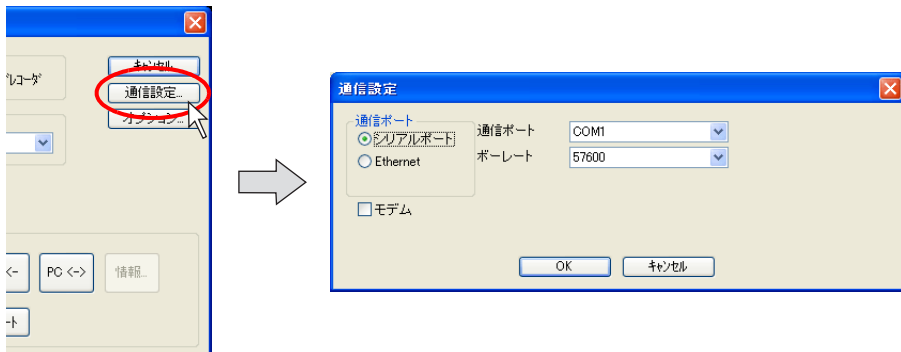 ﾞﾚｺｰﾀﾞ
ｷｬﾝｾﾙ
通信設定...
オプション...
<-
PC <->
情報...
ート
通信設定
通信ポート
シリアルポート
Ethernet
通信ポート
COM1
ボーレート
57600
モデム
OK
ｷｬﾝｾﾙ